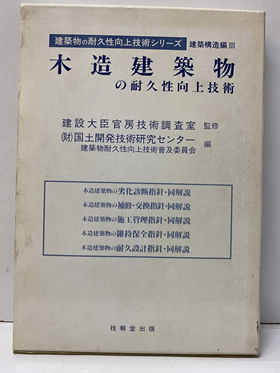 建築物の耐久性向上技術シリーズ 建築構造編Ⅲ
木造建築物
の耐久性向上技術
建設大臣官房技術調査室 監修
(財)国土開発技術研究センター
建築物耐久性向上技術普及委員会 編
木造建築物の劣化診断指針・同解説
木造建築物の補修・交換指針・同解説
木造建築物の施工管理指針・同解説
木造建築物の維持保全指針・同解説
木造建築物の耐久設計指針・同解説
技報堂出版